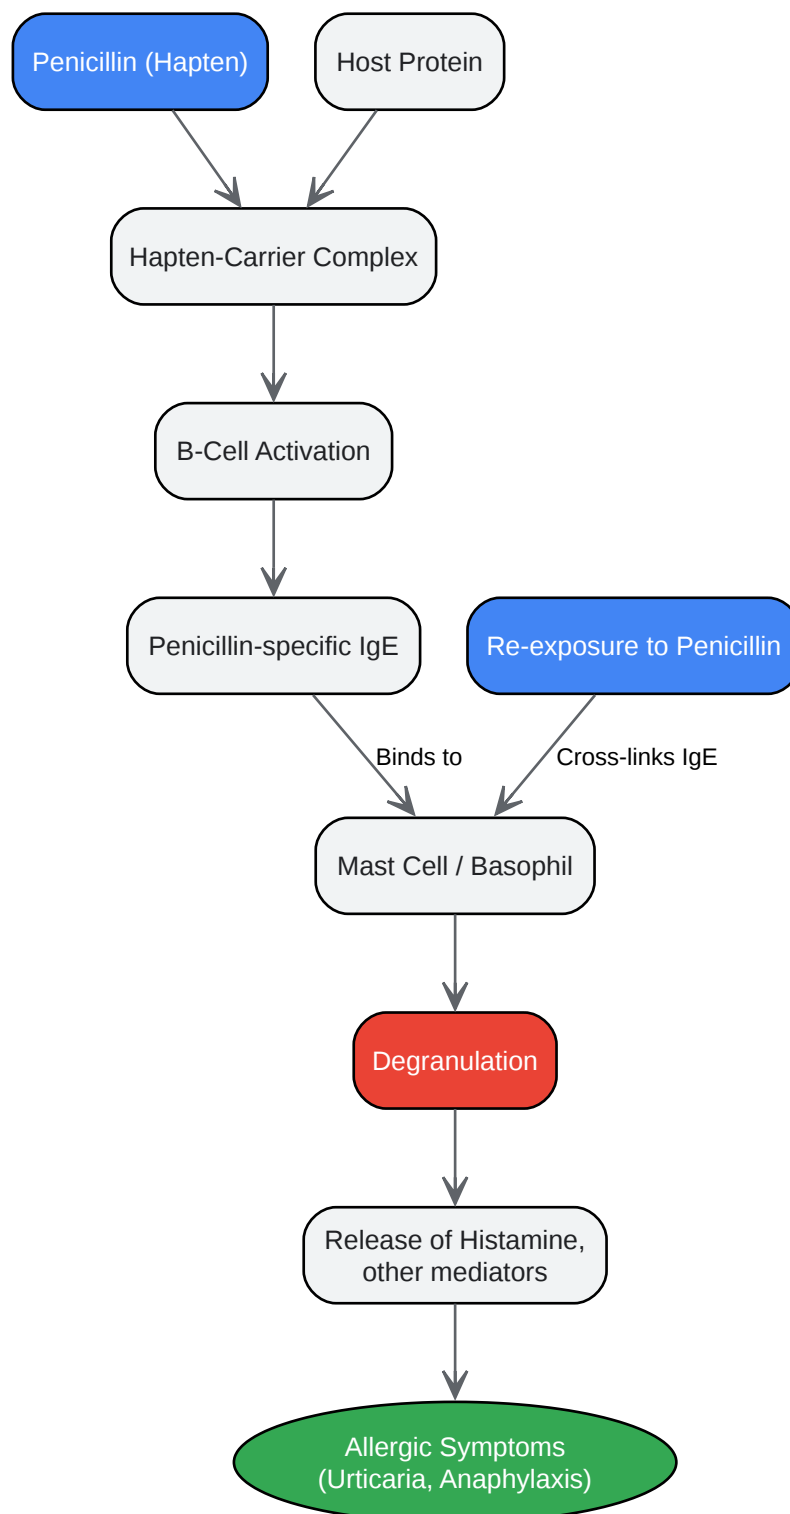 Penicillin (Hapten)
Host Protein
Hapten-Carrier Complex
B-Cell Activation
Penicillin-specific IgE
Re-exposure to Penicillin
Binds to
Cross-links IgE
Mast Cell / Basophil
Degranulation
Release of Histamine,
other mediators
Allergic Symptoms
(Urticaria, Anaphylaxis)